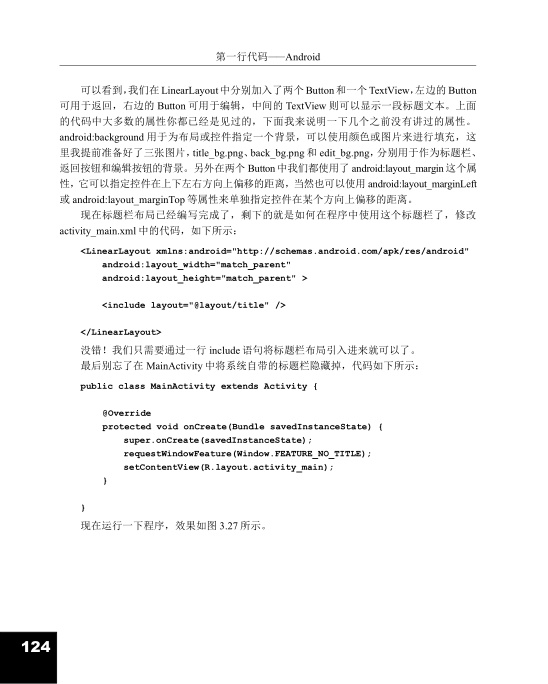 第一行代码——Android
可以看到，我们在 LinearLayout 中分别加入了两个 Button 和一个 TextView，左边的 Button
可用于返回，右边的 Button 可用于编辑，中间的 TextView 则可以显示一段标题文本。上面
的代码中大多数的属性你都已经是见过的，下面我来说明一下几个之前没有讲过的属性。
android:background 用于为布局或控件指定一个背景，可以使用颜色或图片来进行填充，这
里我提前准备好了三张图片，title_bg.png、back_bg.png 和 edit_bg.png，分别用于作为标题栏、
返回按钮和编辑按钮的背景。另外在两个 Button 中我们都使用了 android:layout_margin 这个属
性，它可以指定控件在上下左右方向上偏移的距离，当然也可以使用 android:layout_marginLeft
或 android:layout_marginTop 等属性来单独指定控件在某个方向上偏移的距离。
现在标题栏布局已经编写完成了，剩下的就是如何在程序中使用这个标题栏了，修改
activity_main.xml 中的代码，如下所示：
<LinearLayout xmlns:android="http://schemas.android.com/apk/res/android"
android:layout_width="match_parent"
android:layout_height="match_parent" >
<include layout="@layout/title" />
</LinearLayout>
没错！我们只需要通过一行 include 语句将标题栏布局引入进来就可以了。
最后别忘了在 MainActivity 中将系统自带的标题栏隐藏掉，代码如下所示：
public class MainActivity extends Activity {
@Override
protected void onCreate(Bundle savedInstanceState) {
super.onCreate(savedInstanceState);
requestWindowFeature(Window.FEATURE_NO_TITLE);
setContentView(R.layout.activity_main);
}
}
现在运行一下程序，效果如图 3.27 所示。
124